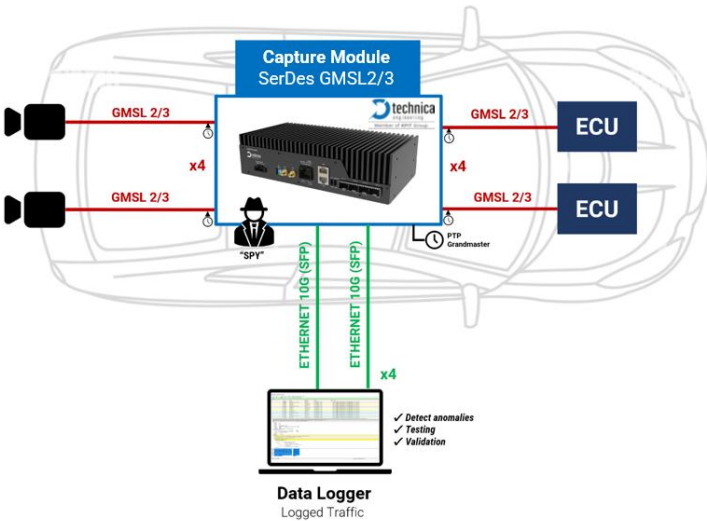 Capture Module
SerDes GMSL2/3
technica
engineering
Member of KPIT Group
GMSL 2/3
GMSL 2/3
ECU
x4
x4
GMSL 2/3
GMSL 2/3
ECU
"SPY"
PTP
Grandmaster
ETHERNET 10G (SFP)
ETHERNET 10G (SFP)
x4
✓ Detect anomalies
✓ Testing
✓ Validation
Data Logger
Logged Traffic